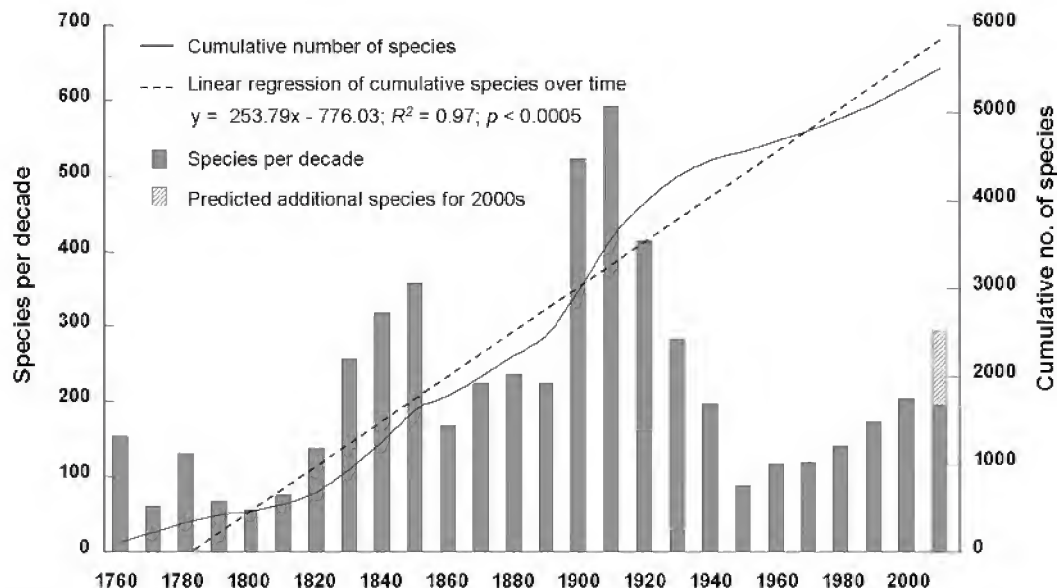 700
600
500
400
300
200
100
0
Species per decade
Cumulative number of species
Linear regression of cumulative species over time
y = 253.79x - 776.03; R² = 0.97; p < 0.0005
Species per decade
Predicted additional species for 2000s
6000
5000
4000
3000
2000
1000
0
Cumulative no. of species
1760 1780 1800 1820 1840 1860 1880 1900 1920 1940 1960 1980 2000